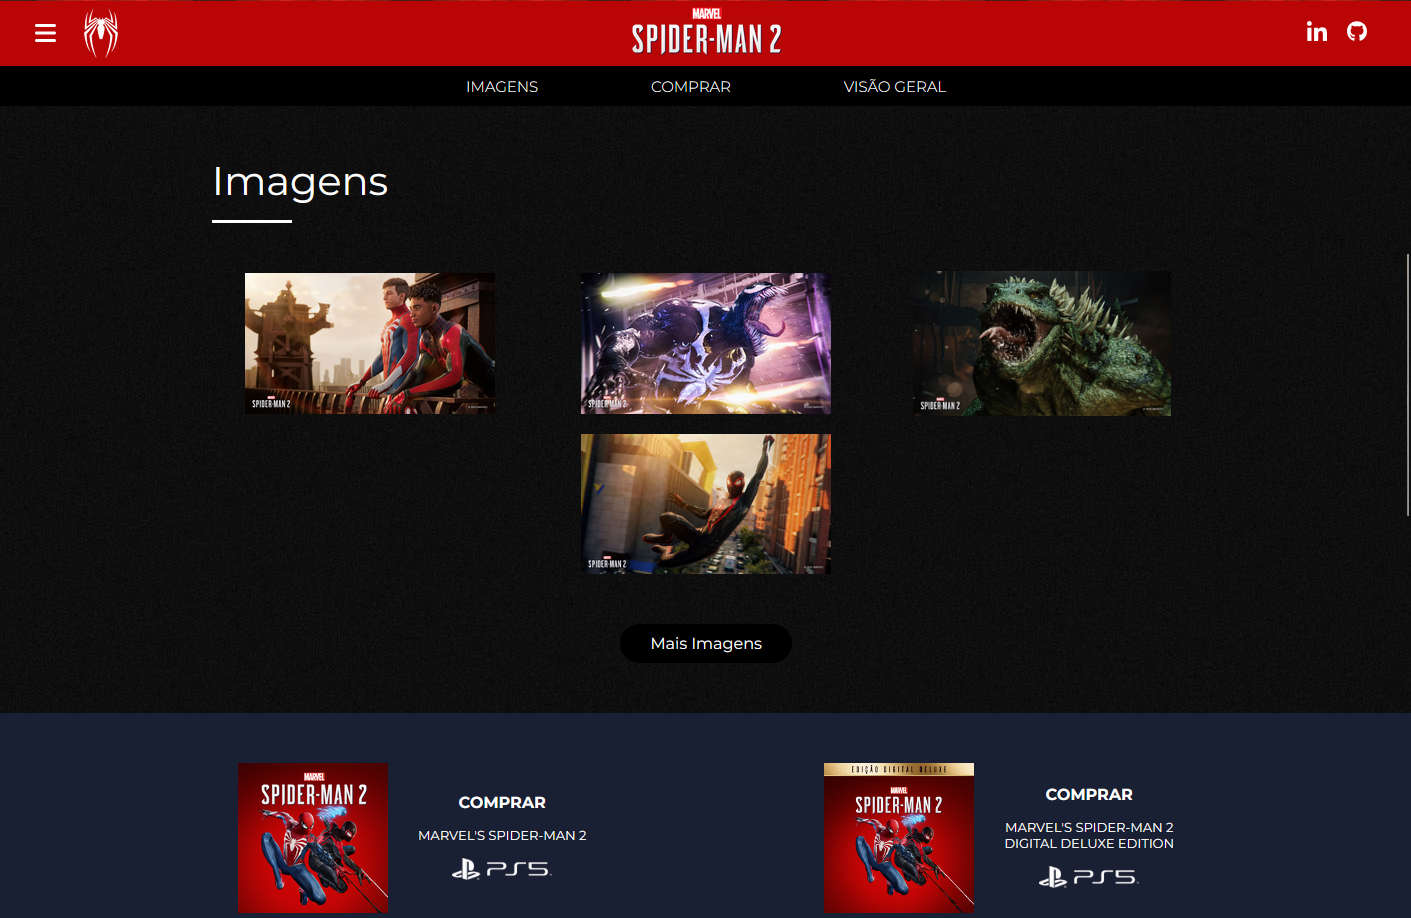 MARVEL
SPIDER-MAN 2
in
IMAGENS COMPRAR VISÃO GERAL
Imagens
SPIDER-MAN 2
SPIDER-MAN 2
SPIDER-MAN 2
SPIDER-MAN 2
Mais Imagens
MARVEL
SPIDER-MAN 2
COMPRAR
MARVEL'S SPIDER-MAN 2
PS5
EDIÇÃO DIGITAL DELUXE
MARVEL
SPIDER-MAN 2
COMPRAR
MARVEL'S SPIDER-MAN 2
DIGITAL DELUXE EDITION
PS5